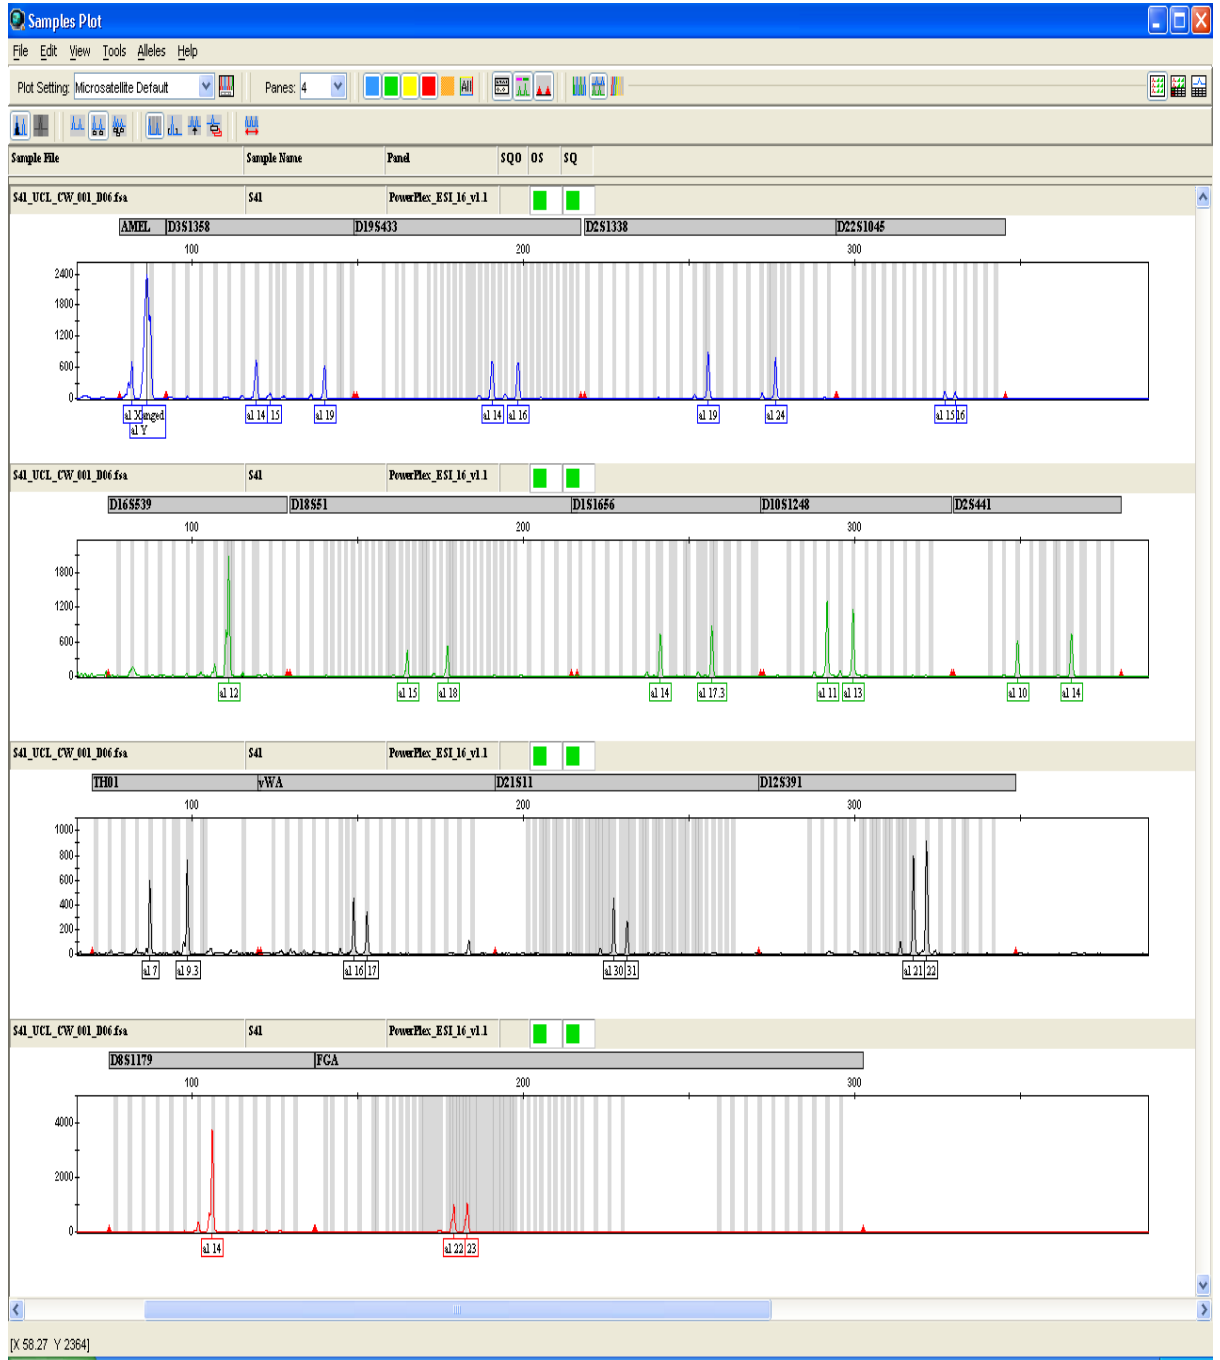 Samples Plot
File Edit View Tools Alleles Help
Plot Setting: Microsatellite Default Panes: 4 All
Sample File Sample Name Panel SQO OS SQ
S41_UCL_CW_001_D06.fsa S41 PowerPlex_ESI_16_v1.1
AMEL D3S1358 D19S433 D2S1338 D22S1045
100 200 300
2400
1800
1200
600
0
al X anged al 14 15 al 19 al 14 al 16 al 19 al 24 al 15 16
al Y
S41_UCL_CW_001_D06.fsa S41 PowerPlex_ESI_16_v1.1
D16S539 D18S51 D1S1656 D10S1248 D2S441
100 200 300
1800
1200
600
0
al 12 al 15 al 18 al 14 al 17.3 al 11 al 13 al 10 al 14
S41_UCL_CW_001_D06.fsa S41 PowerPlex_ESI_16_v1.1
TH01 vWA D21S11 D12S391
100 200 300
1000
800
600
400
200
0
al 7 al 9.3 al 16 17 al 30 31 al 21 22
S41_UCL_CW_001_D06.fsa S41 PowerPlex_ESI_16_v1.1
D8S1179 FGA
100 200 300
4000
2000
0
al 14 al 22 23
[X 58.27 Y 2364]